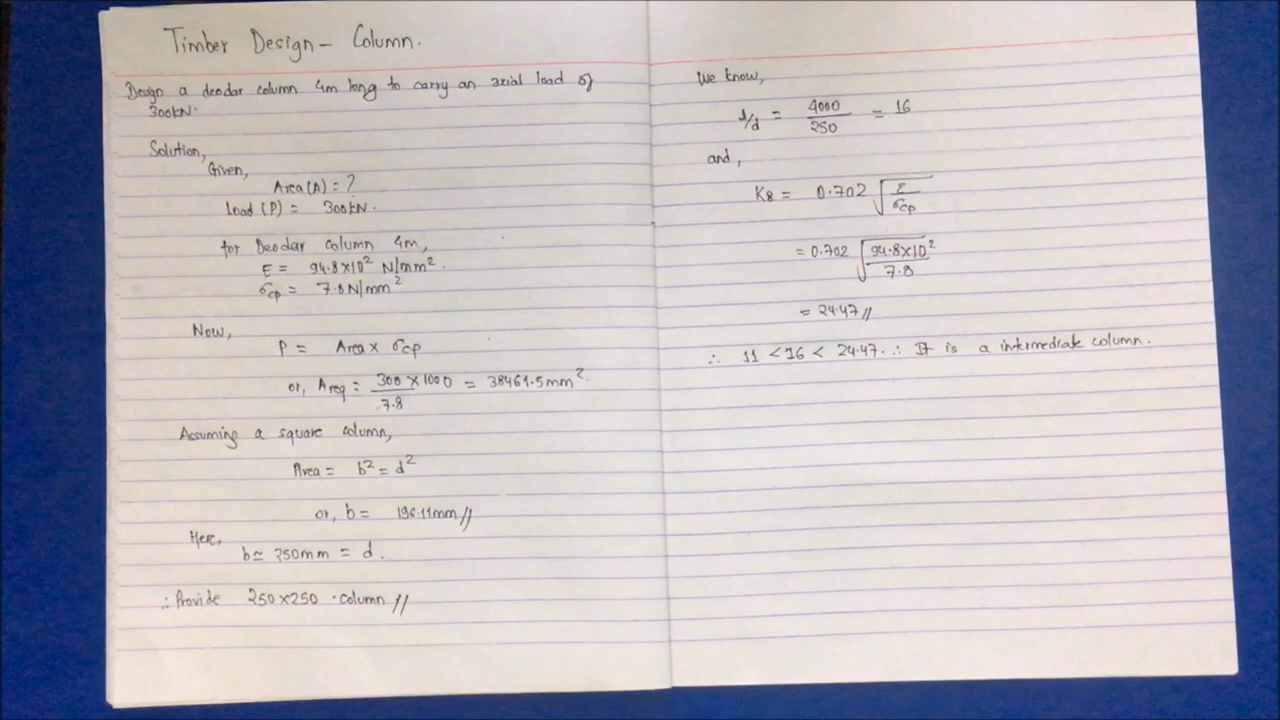 Timber Design - Column.
Design a deodar column 4m long to carry an axial load of
300kN.
Solution,
Given,
Area (A) = ?
Load (P) = 300kN.
for Deodar column 4m,
E = 94.8×10² N/mm².
σcp = 7.8 N/mm²
Now,
P = Area × σcp
or, Areq = 300 × 1000 / 7.8 = 38461.5mm².
Assuming a square column,
Area = b² = d²
or, b = 196.11mm //
Here,
b ≃ 250mm = d.
∴ Provide 250×250 . column //
We know,
l/d = 4000 / 250 = 16
and,
K8 = 0.702 √(E / σcp)
= 0.702 √(94.8×10² / 7.8)
= 24.47 //
∴ 11 < 16 < 24.47. ∴ It is a intermediate column.